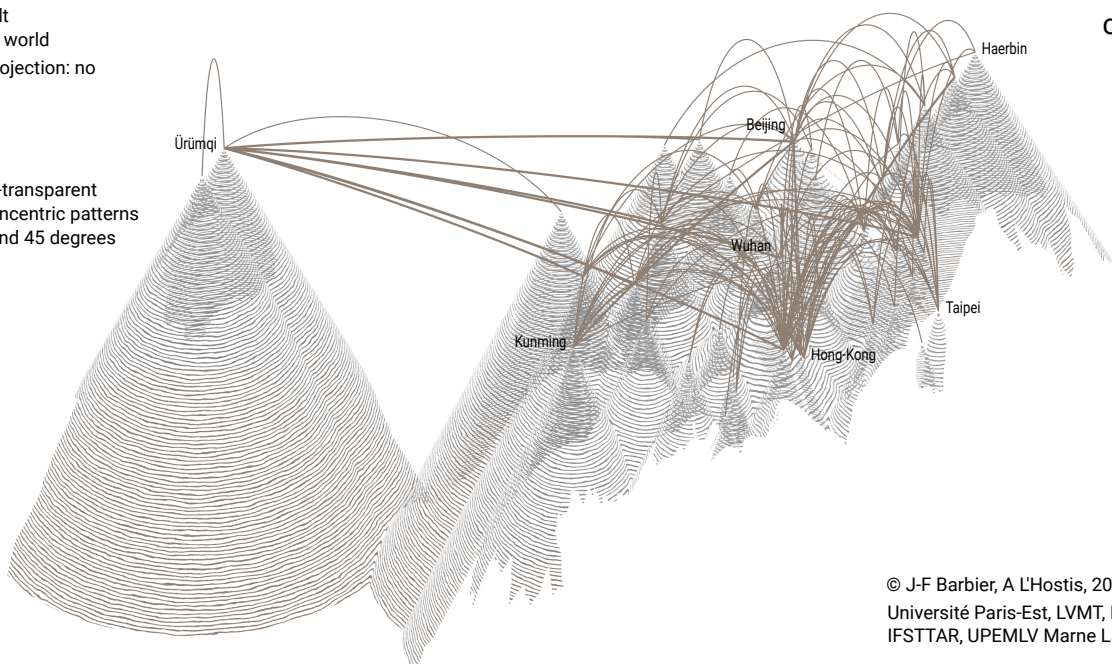 world
ojection: no
-transparent
ncentric patterns
nd 45 degrees
Haerbin
Beijing
Ürümqi
Wuhan
Taipei
Kunming
Hong-Kong
© J-F Barbier, A L'Hostis, 20
Université Paris-Est, LVMT,
IFSTTAR, UPEMLV Marne L